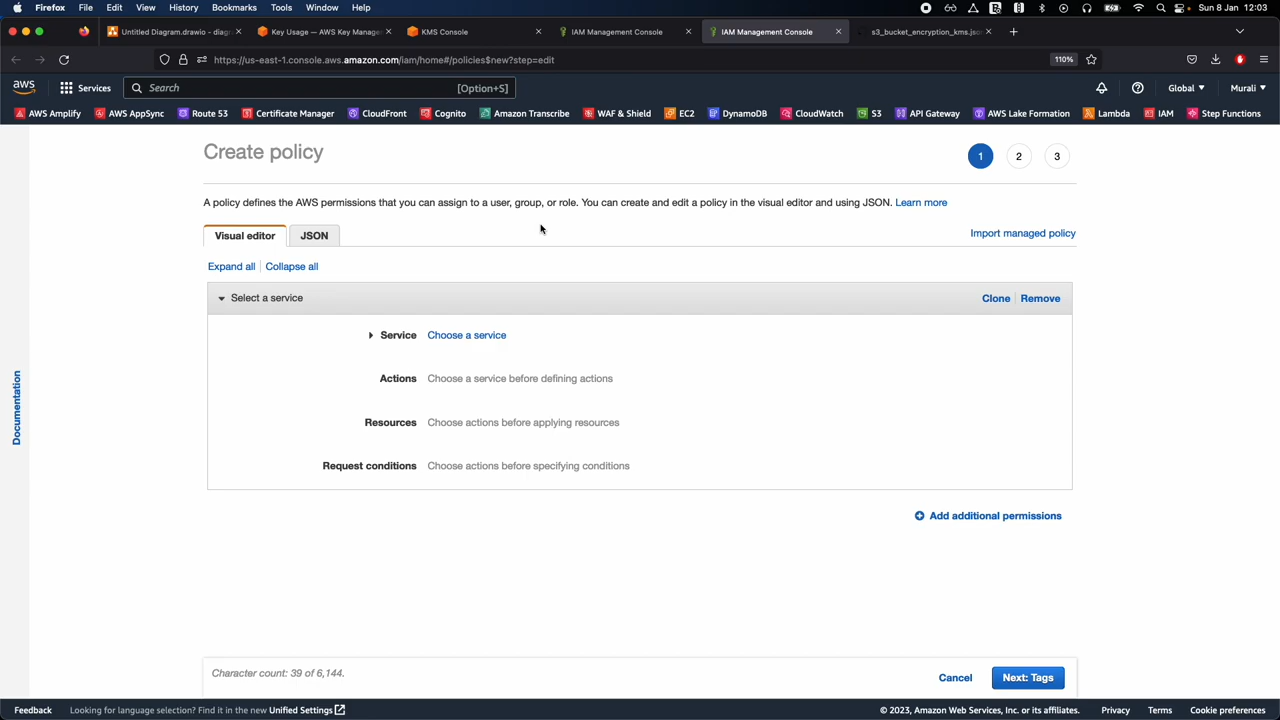 Firefox File Edit View History Bookmarks Tools Window Help Sun 8 Jan 12:03
Untitled Diagram.drawio - diagr Key Usage — AWS Key Manage KMS Console IAM Management Console IAM Management Console s3_bucket_encryption_kms.json
https://us-east-1.console.aws.amazon.com/iam/home#/policies$new?step=edit 110%
aws Services Search [Option+S] Global Murali
AWS Amplify AWS AppSync Route 53 Certificate Manager CloudFront Cognito Amazon Transcribe WAF & Shield EC2 DynamoDB CloudWatch S3 API Gateway AWS Lake Formation Lambda IAM Step Functions
Create policy
1 2 3
A policy defines the AWS permissions that you can assign to a user, group, or role. You can create and edit a policy in the visual editor and using JSON. Learn more
Visual editor JSON Import managed policy
Expand all Collapse all
Select a service Clone Remove
Service Choose a service
Actions Choose a service before defining actions
Resources Choose actions before applying resources
Request conditions Choose actions before specifying conditions
Documentation
Add additional permissions
Character count: 39 of 6,144.
Cancel Next: Tags
Feedback Looking for language selection? Find it in the new Unified Settings © 2023, Amazon Web Services, Inc. or its affiliates. Privacy Terms Cookie preferences